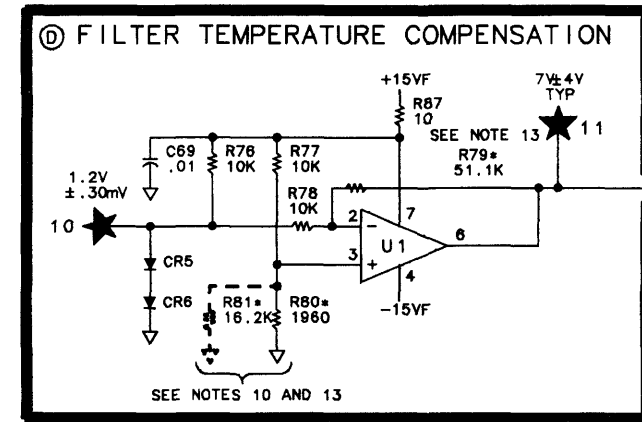 Ⓓ FILTER TEMPERATURE COMPENSATION
+15VF
R87
10
7V±4V
TYP
SEE NOTE 13
11
C69
.01
R76
10K
R77
10K
R79*
51.1K
1.2V
±.30mV
R78
10K
10
2
-
7
U1
6
3
+
4
CR5
CR6
R81*
16.2K
R80*
1960
-15VF
SEE NOTES 10 AND 13